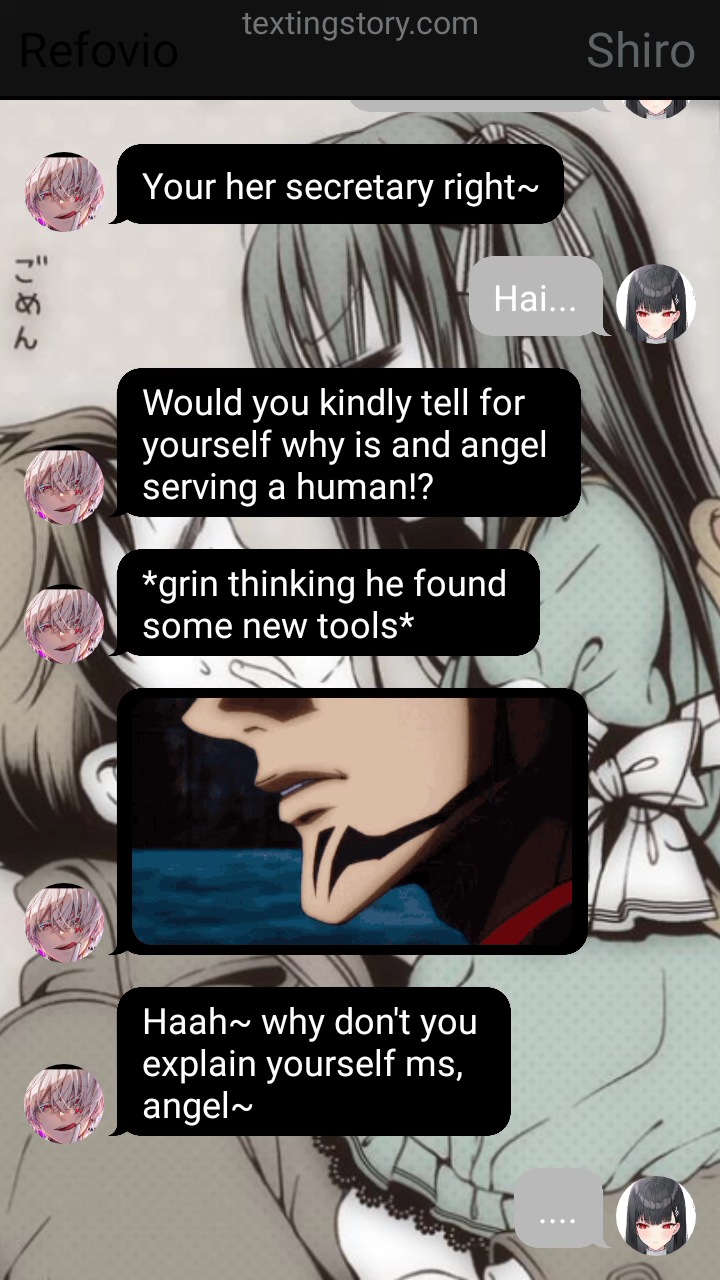 textingstory.com
Refovio
Shiro
Your her secretary right~
Hai...
ごめん
Would you kindly tell for
yourself why is and angel
serving a human!?
*grin thinking he found
some new tools*
Haah~ why don't you
explain yourself ms,
angel~
....